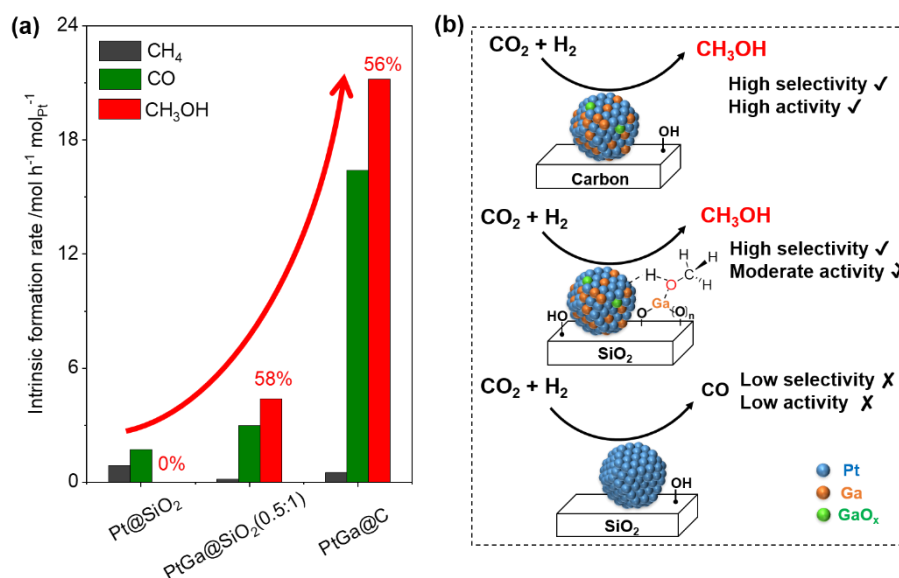 (a)
24
18
12
6
0
Intrinsic formation rate /mol h⁻¹ mol_Pt⁻¹
CH₄
CO
CH₃OH
0%
58%
56%
Pt@SiO₂
PtGa@SiO₂(0.5:1)
PtGa@C
(b)
CO₂ + H₂
CH₃OH
High selectivity ✓
High activity ✓
OH
Carbon
CO₂ + H₂
CH₃OH
High selectivity ✓
Moderate activity
H
H C H
O H
Ga
HO O (O)n
SiO₂
CO₂ + H₂
CO
Low selectivity ✗
Low activity ✗
OH
SiO₂
Pt
Ga
GaOₓ